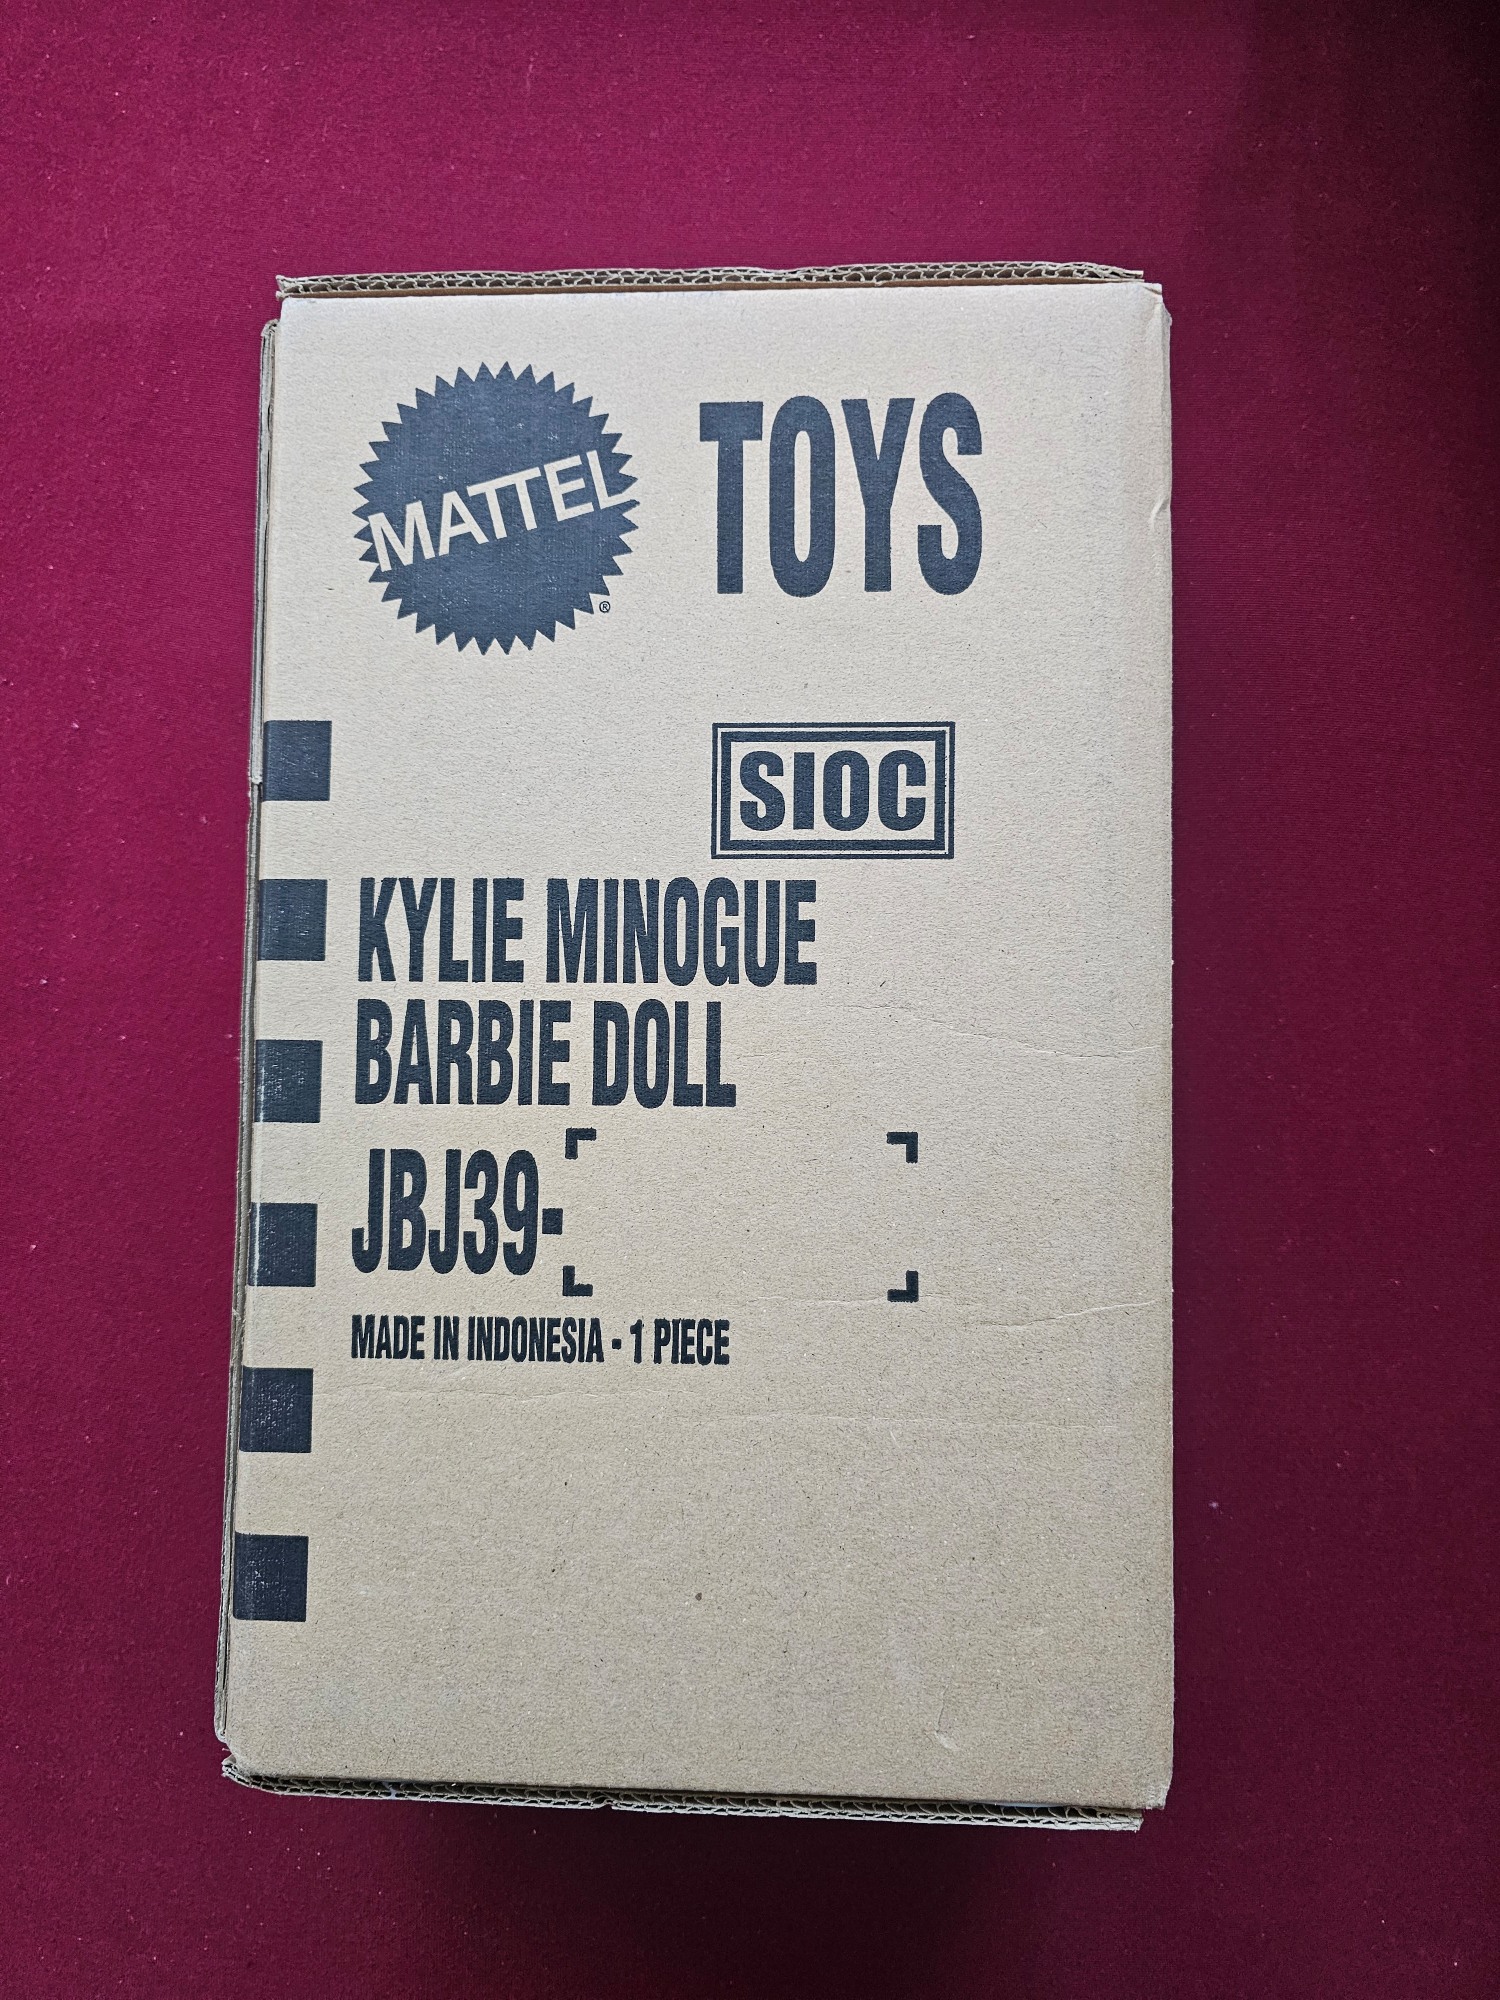 MATTEL® TOYS
SIOC
KYLIE MINOGUE
BARBIE DOLL
JBJ39-
MADE IN INDONESIA - 1 PIECE